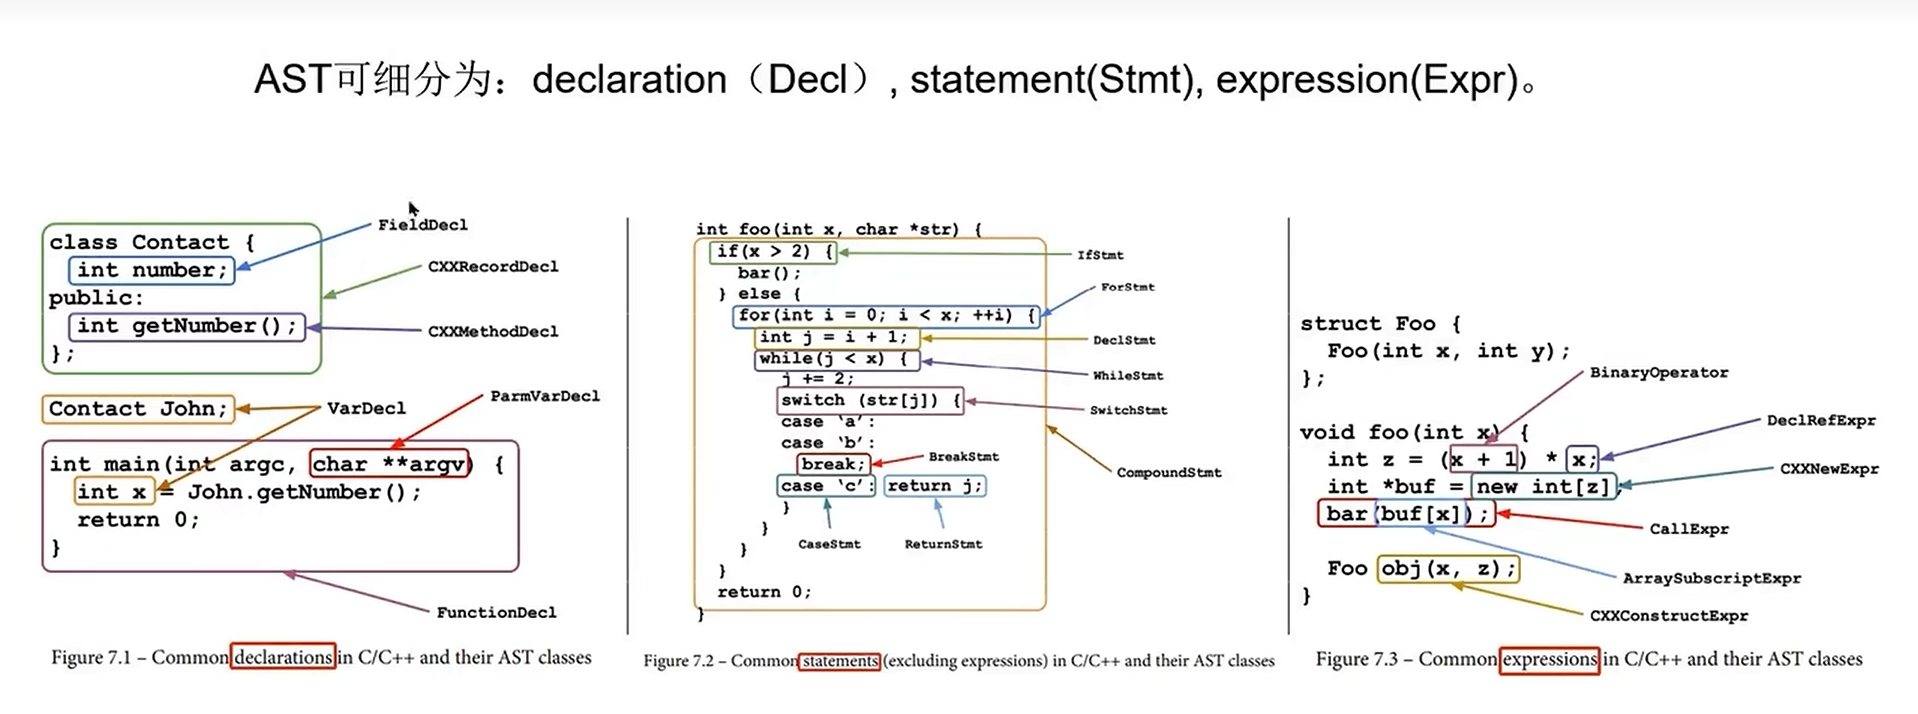 AST可细分为：declaration（Decl）, statement(Stmt), expression(Expr)。
class Contact {
int number;
public:
int getNumber();
};
FieldDecl
CXXRecordDecl
CXXMethodDecl
Contact John;
VarDecl
ParmVarDecl
int main(int argc, char **argv) {
int x = John.getNumber();
return 0;
}
FunctionDecl
Figure 7.1 – Common declarations in C/C++ and their AST classes
int foo(int x, char *str) {
if(x > 2) {
bar();
} else {
for(int i = 0; i < x; ++i) {
int j = i + 1;
while(j < x) {
j += 2;
switch (str[j]) {
case ‘a’:
case ‘b’:
break;
case ‘c’: return j;
}
}
}
}
return 0;
}
IfStmt
ForStmt
DeclStmt
WhileStmt
SwitchStmt
BreakStmt
CompoundStmt
CaseStmt
ReturnStmt
Figure 7.2 – Common statements (excluding expressions) in C/C++ and their AST classes
struct Foo {
Foo(int x, int y);
};
void foo(int x) {
int z = (x + 1) * x;
int *buf = new int[z];
bar(buf[x]);
Foo obj(x, z);
}
BinaryOperator
DeclRefExpr
CXXNewExpr
CallExpr
ArraySubscriptExpr
CXXConstructExpr
Figure 7.3 – Common expressions in C/C++ and their AST classes